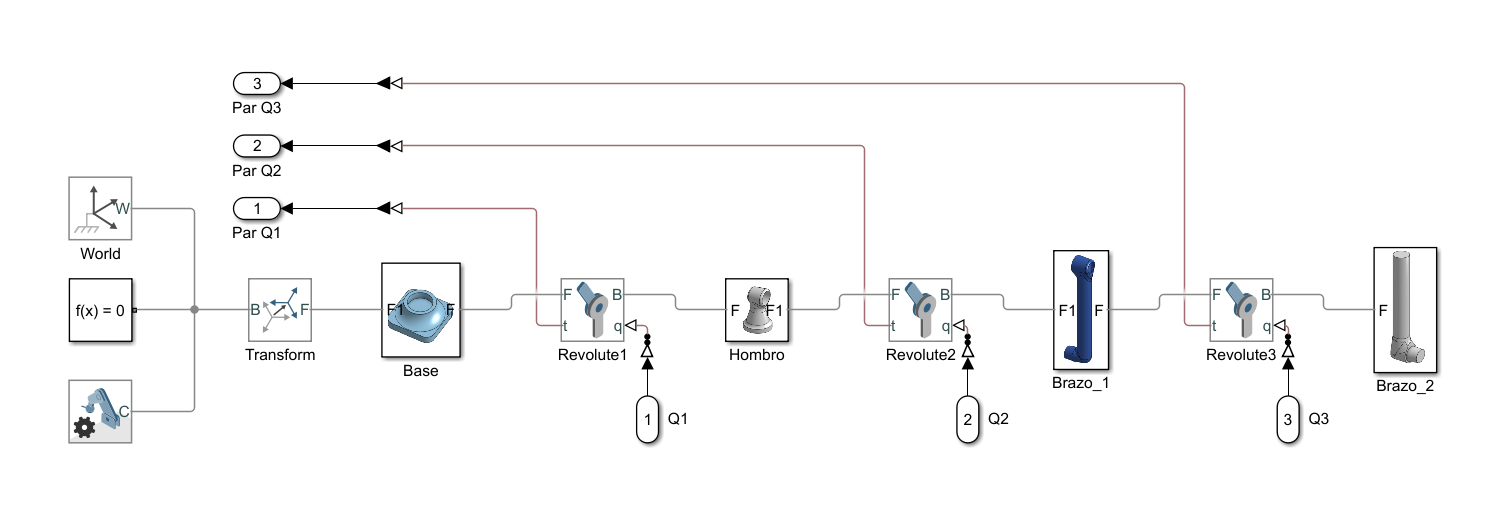 3
Par Q3
2
Par Q2
1
Par Q1
W
World
f(x) = 0
C
B F
Transform
F1 F
Base
F B
t q
Revolute1
1 Q1
F F1
Hombro
F B
t q
Revolute2
2 Q2
F1 F
Brazo_1
F B
t q
Revolute3
3 Q3
F
Brazo_2